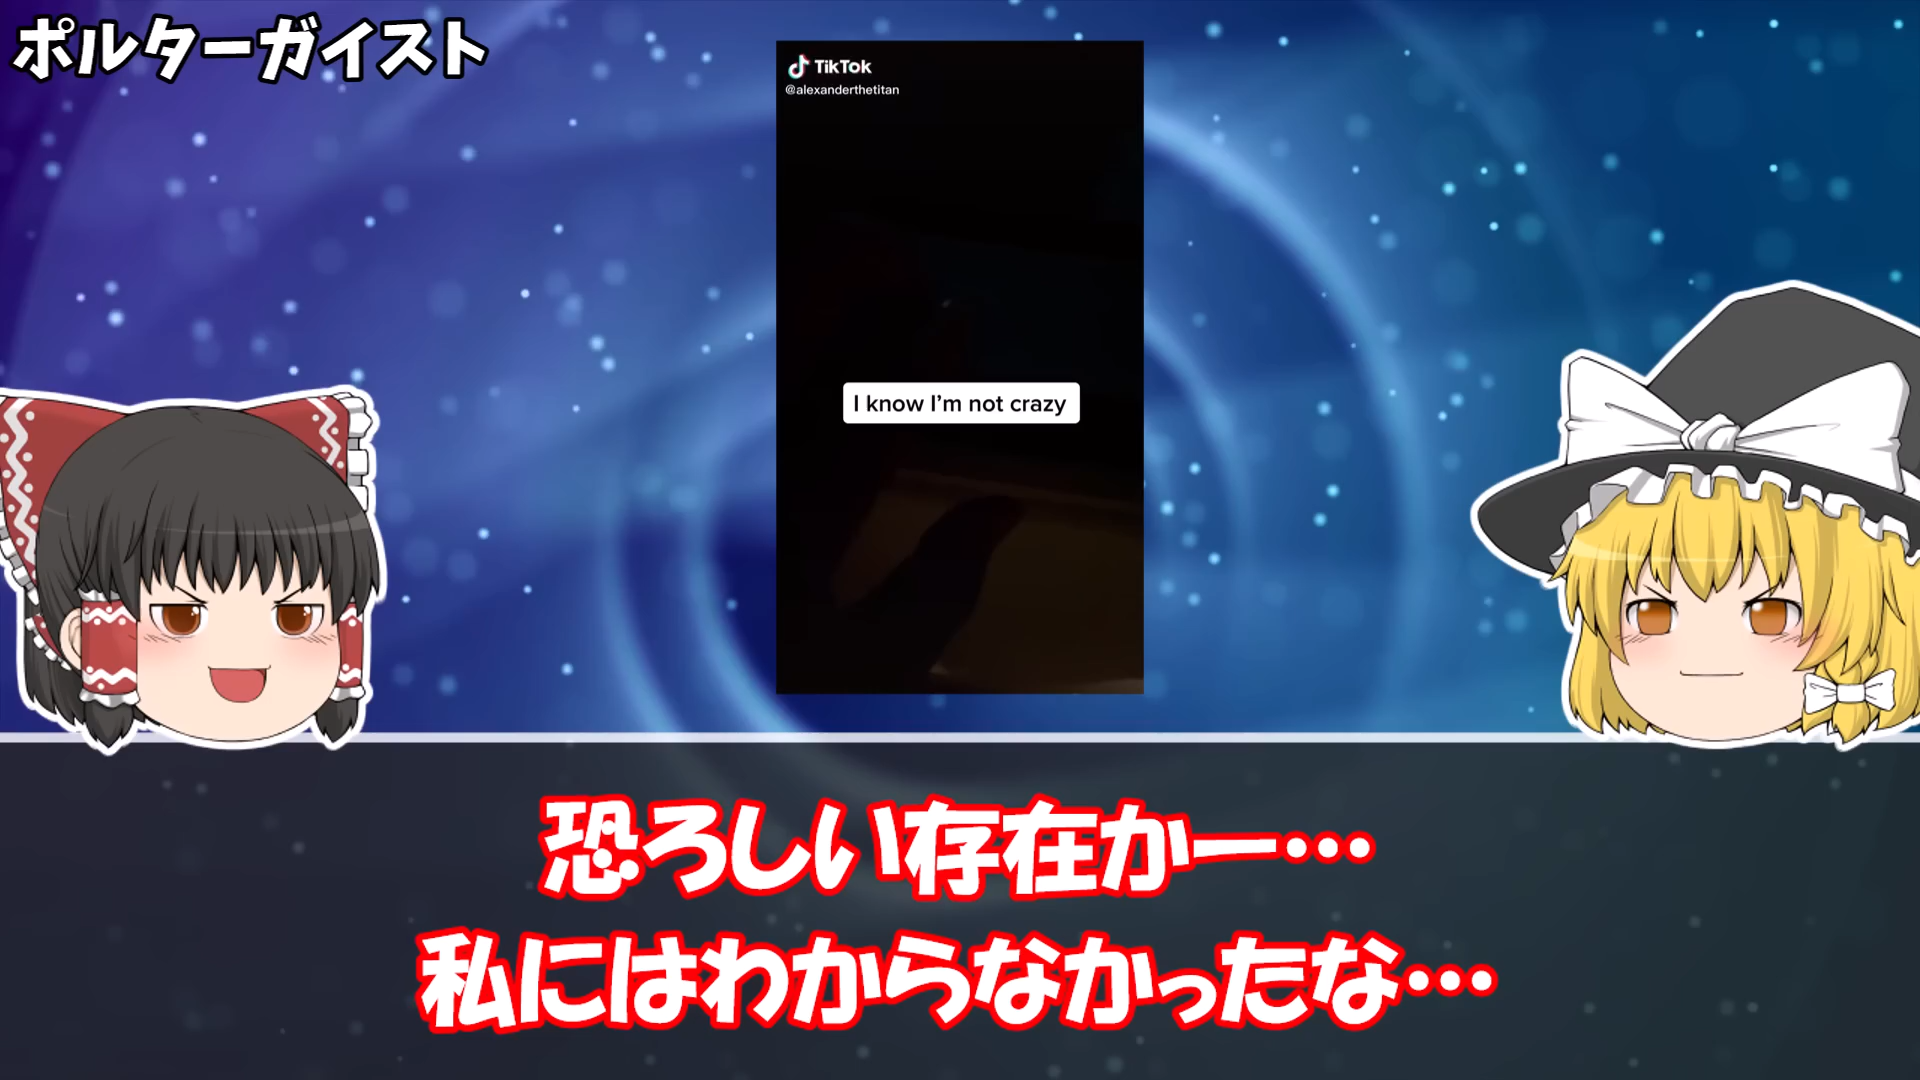 ポルターガイスト
TikTok
@alexanderthetitan
I know I'm not crazy
恐ろしい存在かー…
私にはわからなかったな…